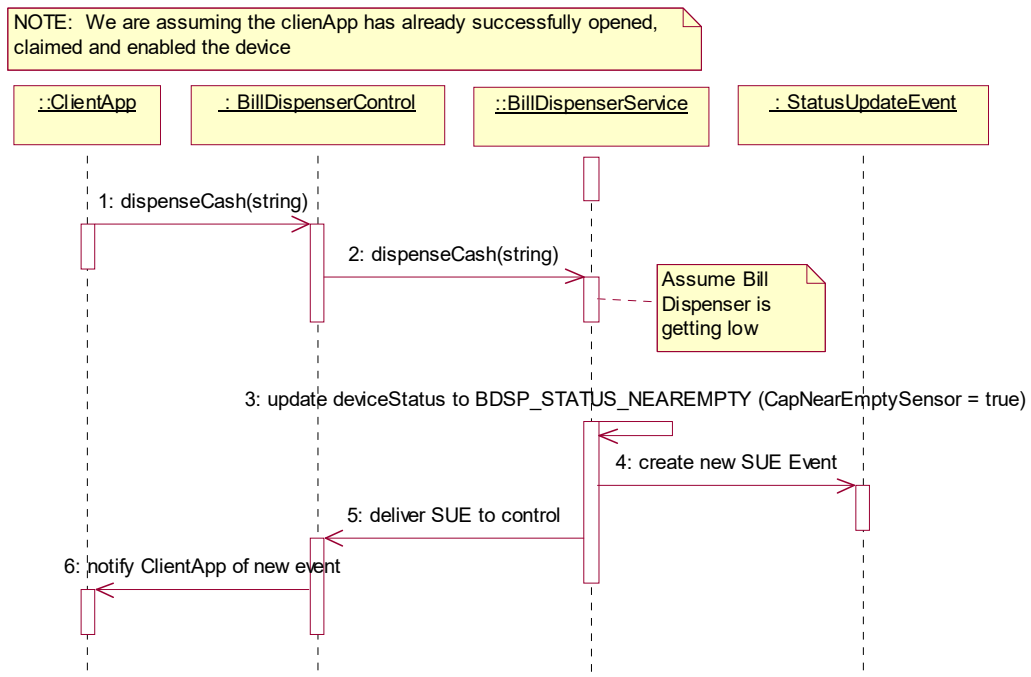 NOTE:  We are assuming the clienApp has already successfully opened,
claimed and enabled the device
::ClientApp
: BillDispenserControl
::BillDispenserService
: StatusUpdateEvent
1: dispenseCash(string)
2: dispenseCash(string)
Assume Bill
Dispenser is
getting low
3: update deviceStatus to BDSP_STATUS_NEAREMPTY (CapNearEmptySensor = true)
4: create new SUE Event
5: deliver SUE to control
6: notify ClientApp of new event